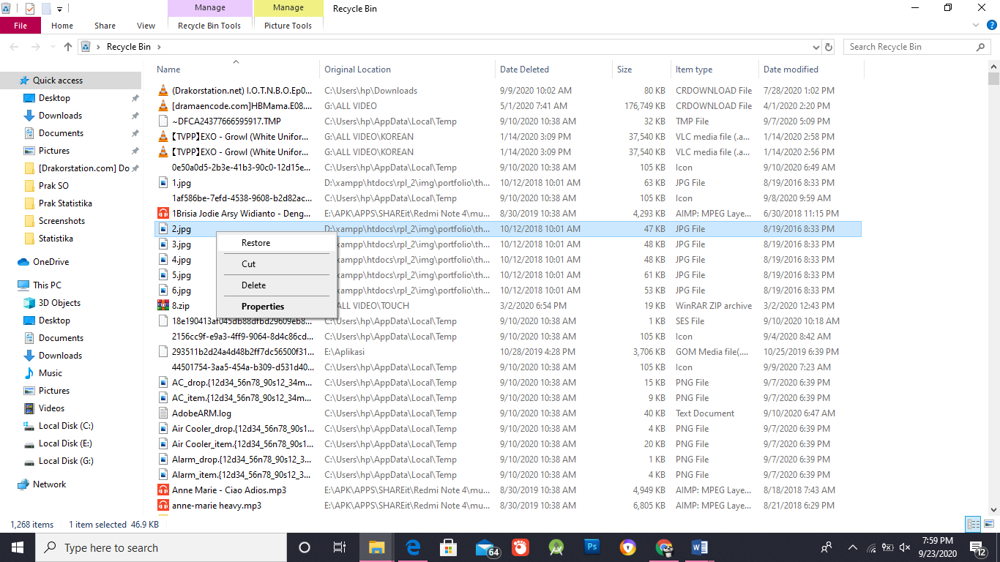 Manage Manage Recycle Bin
File Home Share View Recycle Bin Tools Picture Tools
Recycle Bin Search Recycle Bin
Name Original Location Date Deleted Size Item type Date modified
Quick access
Desktop
Downloads
Documents
Pictures
[Drakorstation.com] Do
Prak SO
Prak Statistika
Screenshots
Statistika
OneDrive
This PC
3D Objects
Desktop
Documents
Downloads
Music
Pictures
Videos
Local Disk (C:)
Local Disk (E:)
Local Disk (G:)
Network
(Drakorstation.net) I.O.T.N.B.O.Ep0... C:\Users\hp\Downloads 9/9/2020 10:02 AM 80 KB CRDOWNLOAD File 7/28/2020 1:02 PM
[dramaencode.com]HBMama.E08.... G:\ALL VIDEO 5/1/2020 7:41 AM 176,749 KB CRDOWNLOAD File 4/1/2020 2:20 PM
~DFCA24377666595917.TMP C:\Users\hp\AppData\Local\Temp 9/10/2020 10:38 AM 32 KB TMP File 9/7/2020 5:09 PM
【TVPP】EXO - Growl (White Unifor... G:\ALL VIDEO\KOREAN 1/14/2020 3:09 PM 37,540 KB VLC media file (.a... 1/14/2020 2:58 PM
【TVPP】EXO - Growl (White Unifor... G:\ALL VIDEO\KOREAN 1/14/2020 3:09 PM 37,540 KB VLC media file (.a... 1/14/2020 2:56 PM
0e50a0d5-2b3e-41b3-90c0-12d15e... C:\Users\hp\AppData\Local\Temp 9/10/2020 10:38 AM 105 KB Icon 9/10/2020 6:49 AM
1.jpg D:\xampp\htdocs\rpl_2\img\portfolio\th... 10/12/2018 10:01 AM 63 KB JPG File 8/19/2016 8:33 PM
1af586be-7efd-4538-9608-b2d82ac... C:\Users\hp\AppData\Local\Temp 9/10/2020 10:38 AM 105 KB Icon 9/8/2020 9:59 AM
1Brisia Jodie Arsy Widianto - Deng... E:\APK\APPS\SHAREit\Redmi Note 4\mu... 8/30/2019 10:38 AM 4,293 KB AIMP: MPEG Laye... 6/30/2018 11:15 PM
2.jpg D:\xampp\htdocs\rpl_2\img\portfolio\th... 10/12/2018 10:01 AM 47 KB JPG File 8/19/2016 8:33 PM
3.jpg xampp\htdocs\rpl_2\img\portfolio\th... 10/12/2018 10:01 AM 48 KB JPG File 8/19/2016 8:33 PM
4.jpg xampp\htdocs\rpl_2\img\portfolio\th... 10/12/2018 10:01 AM 48 KB JPG File 8/19/2016 8:33 PM
5.jpg xampp\htdocs\rpl_2\img\portfolio\th... 10/12/2018 10:01 AM 61 KB JPG File 8/19/2016 8:33 PM
6.jpg xampp\htdocs\rpl_2\img\portfolio\th... 10/12/2018 10:01 AM 53 KB JPG File 8/19/2016 8:33 PM
8.zip ALL VIDEO\TOUCH 3/2/2020 6:54 PM 19 KB WinRAR ZIP archive 3/2/2020 12:43 PM
18e190413af045db88dfbd29609eb8... C:\Users\hp\AppData\Local\Temp 9/10/2020 10:38 AM 1 KB SES File 9/10/2020 10:18 AM
2156cc9f-e9a3-4ff9-9064-8d4c86cd... C:\Users\hp\AppData\Local\Temp 9/10/2020 10:38 AM 105 KB Icon 9/4/2020 8:42 AM
293511b2d24a4d48b2ff7dc56500f31... E:\Aplikasi 10/28/2019 4:28 PM 3,706 KB GOM Media file(.... 10/25/2019 6:39 PM
44501754-3aa5-454a-b309-d531d40... C:\Users\hp\AppData\Local\Temp 9/10/2020 10:38 AM 105 KB Icon 9/9/2020 7:23 AM
AC_drop.{12d34_56n78_90s12_34m... C:\Users\hp\AppData\Local\Temp 9/10/2020 10:38 AM 15 KB PNG File 9/7/2020 6:39 PM
AC_item.{12d34_56n78_90s12_34m... C:\Users\hp\AppData\Local\Temp 9/10/2020 10:38 AM 9 KB PNG File 9/7/2020 6:39 PM
AdobeARM.log C:\Users\hp\AppData\Local\Temp 9/10/2020 10:38 AM 40 KB Text Document 9/10/2020 6:47 AM
Air Cooler_drop.{12d34_56n78_90s1... C:\Users\hp\AppData\Local\Temp 9/10/2020 10:38 AM 4 KB PNG File 9/7/2020 6:39 PM
Air Cooler_item.{12d34_56n78_90s1... C:\Users\hp\AppData\Local\Temp 9/10/2020 10:38 AM 20 KB PNG File 9/7/2020 6:39 PM
Alarm_drop.{12d34_56n78_90s12_3... C:\Users\hp\AppData\Local\Temp 9/10/2020 10:38 AM 1 KB PNG File 9/7/2020 6:39 PM
Alarm_item.{12d34_56n78_90s12_3... C:\Users\hp\AppData\Local\Temp 9/10/2020 10:38 AM 4 KB PNG File 9/7/2020 6:39 PM
Anne Marie - Ciao Adios.mp3 E:\APK\APPS\SHAREit\Redmi Note 4\mu... 8/30/2019 10:38 AM 4,949 KB AIMP: MPEG Laye... 8/18/2018 7:43 AM
anne-marie heavy.mp3 E:\APK\APPS\SHAREit\Redmi Note 4\mu... 8/30/2019 10:38 AM 6,805 KB AIMP: MPEG Laye... 8/21/2018 6:29 PM
Restore
Cut
Delete
Properties
1,268 items 1 item selected 46.9 KB
Type here to search 64 Ps W 7:59 PM
9/23/2020 12